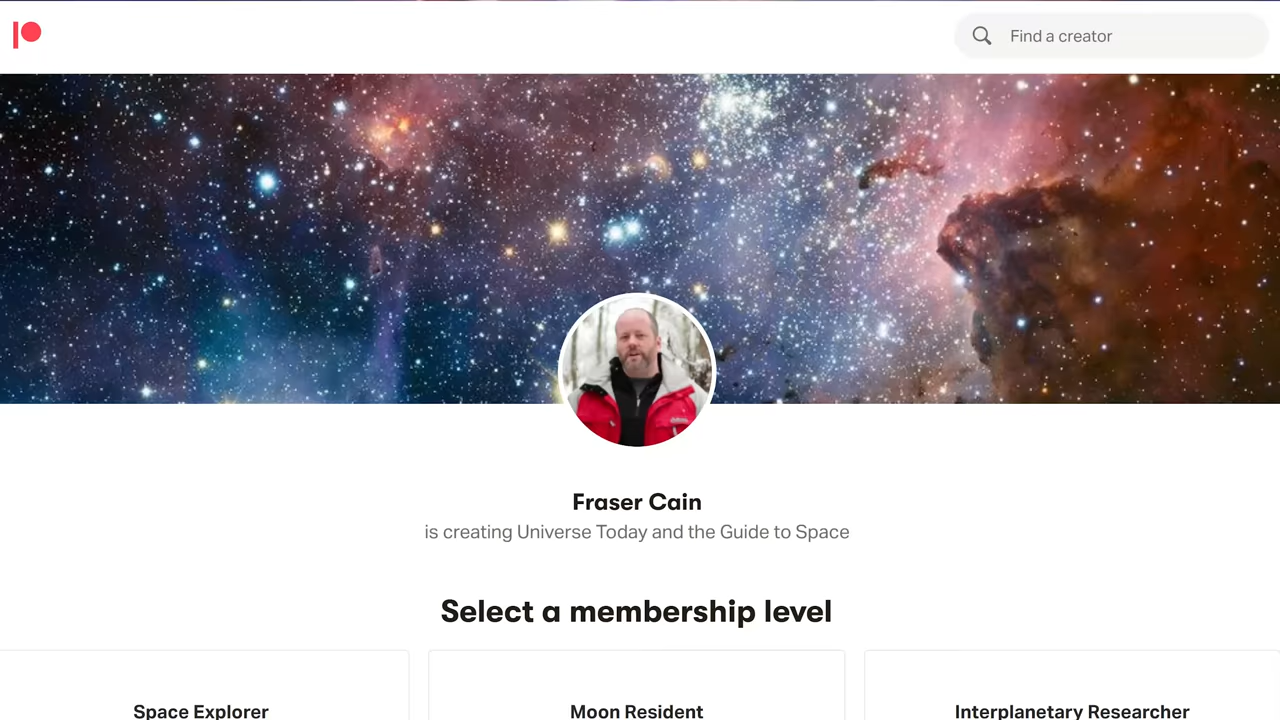 Find a creator
Fraser Cain
is creating Universe Today and the Guide to Space
Select a membership level
Space Explorer
Moon Resident
Interplanetary Researcher